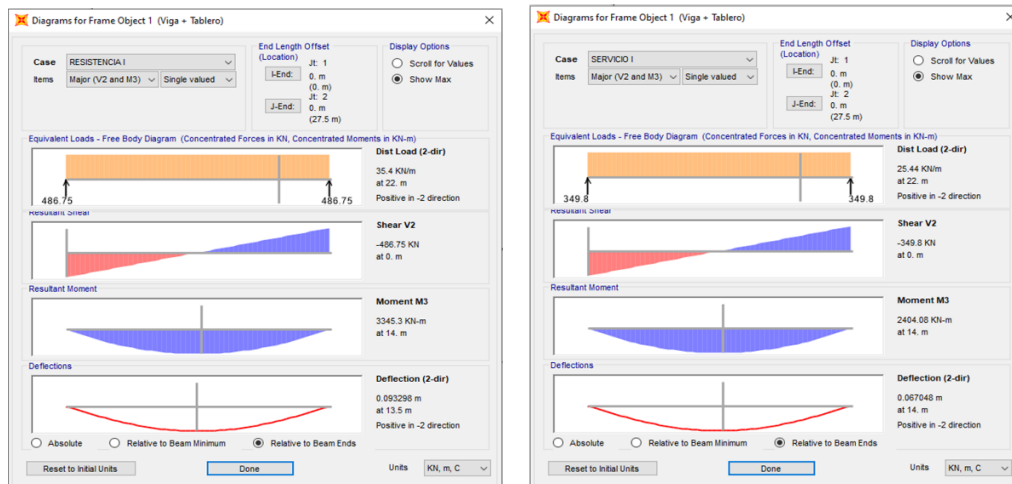 Diagrams for Frame Object 1 (Viga + Tablero)
Case RESISTENCIA I
Items Major (V2 and M3) Single valued
End Length Offset
(Location)
Jt: 1
I-End: 0. m
(0. m)
Jt: 2
J-End: 0. m
(27.5 m)
Display Options
Scroll for Values
Show Max
Equivalent Loads - Free Body Diagram (Concentrated Forces in KN, Concentrated Moments in KN-m)
486.75 486.75
Dist Load (2-dir)
35.4 KN/m
at 22. m
Positive in -2 direction
Resultant Shear
Shear V2
-486.75 KN
at 0. m
Resultant Moment
Moment M3
3345.3 KN-m
at 14. m
Deflections
Deflection (2-dir)
0.093298 m
at 13.5 m
Positive in -2 direction
Absolute Relative to Beam Minimum Relative to Beam Ends
Reset to Initial Units Done Units KN, m, C
Diagrams for Frame Object 1 (Viga + Tablero)
Case SERVICIO I
Items Major (V2 and M3) Single valued
End Length Offset
(Location)
Jt: 1
I-End: 0. m
(0. m)
Jt: 2
J-End: 0. m
(27.5 m)
Display Options
Scroll for Values
Show Max
Equivalent Loads - Free Body Diagram (Concentrated Forces in KN, Concentrated Moments in KN-m)
349.8 349.8
Dist Load (2-dir)
25.44 KN/m
at 22. m
Positive in -2 direction
Resultant Shear
Shear V2
-349.8 KN
at 0. m
Resultant Moment
Moment M3
2404.08 KN-m
at 14. m
Deflections
Deflection (2-dir)
0.067048 m
at 14. m
Positive in -2 direction
Absolute Relative to Beam Minimum Relative to Beam Ends
Reset to Initial Units Done Units KN, m, C